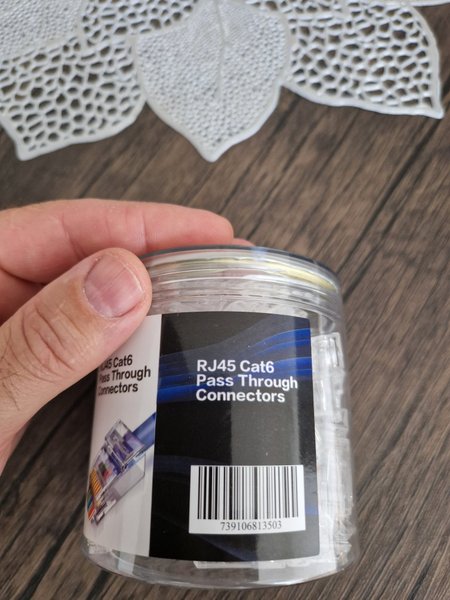 RJ45 Cat6
Pass Through
Connectors
RJ45 Cat6
Pass Through
Connectors
739106813503